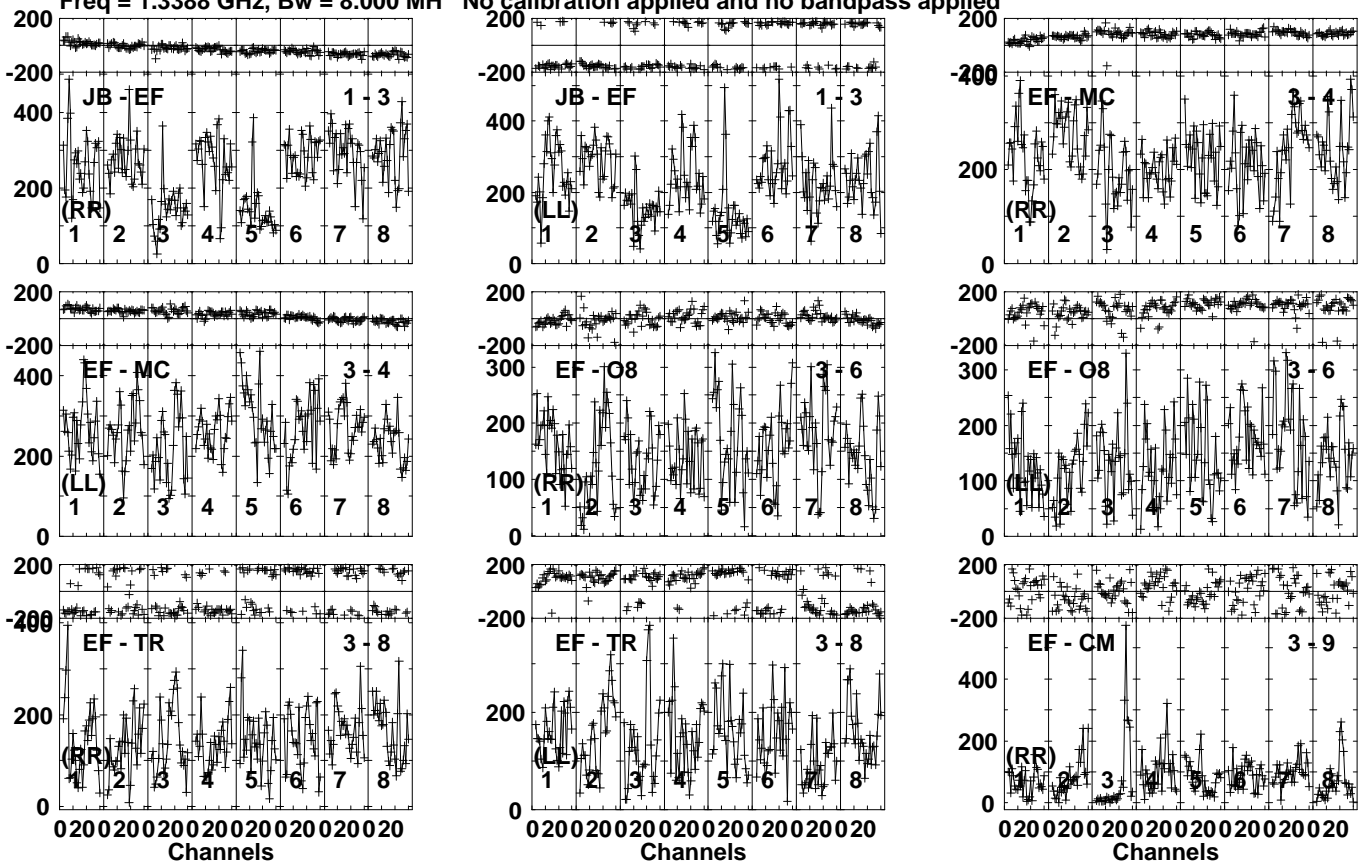 Freq = 1.3388 GHz, Bw = 8.000 MH No calibration applied and no bandpass applied
200 200 200
-200 -200 -200
400 400 400
JB - EF 1 - 3 JB - EF 1 - 3 EF - MC 3 - 4
200 200 200
(RR) (LL) (RR)
1 2 3 4 5 6 7 8 1 2 3 4 5 6 7 8 1 2 3 4 5 6 7 8
0 0 0
200 200 200
-200 -200 -200
EF - MC 3 - 4 EF - O8 3 - 6 EF - O8 3 - 6
400 300 300
200 200 200
100 100
(LL) (RR) (LL)
1 2 3 4 5 6 7 8 1 2 3 4 5 6 7 8 1 2 3 4 5 6 7 8
0 0 0
200 200 200
-200 -200 -200
400
EF - TR 3 - 8 EF - TR 3 - 8 EF - CM 3 - 9
400 400
200 200 200
(RR) (LL) (RR)
1 2 3 4 5 6 7 8 1 2 3 4 5 6 7 8 1 2 3 4 5 6 7 8
0 0 0
0 20 0 20 0 20 0 20 0 20 0 20 0 20 0 20 0 20 0 20 0 20 0 20 0 20 0 20 0 20 0 20 0 20 0 20 0 20 0 20 0 20 0 20 0 20 0 20
Channels Channels Channels